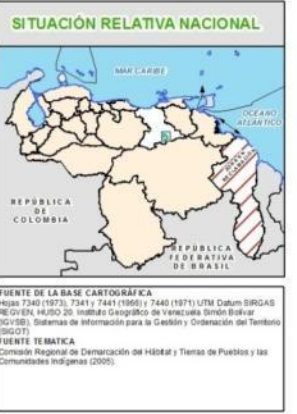 SITUACIÓN RELATIVA NACIONAL
MAR CARIBE
OCEANO
ATLÁNTICO
REPÚBLICA
DE
COLOMBIA
REPÚBLICA
FEDERATIVA
DE BRASIL
FUENTE DE LA BASE CARTOGRÁFICA
Hojas 7340 (1973), 7341 y 7441 (1966) y 7440 (1971) UTM Datum SIRGAS
REGVEN, HUSO 20. Instituto Geográfico de Venezuela Simón Bolívar
(IGVSB), Sistemas de Información para la Gestión y Ordenación del Territorio
(SIGOT)
FUENTE TEMATICA
Comisión Regional de Demarcación del Hábitat y Tierras de Pueblos y las
Comunidades Indígenas (2005).